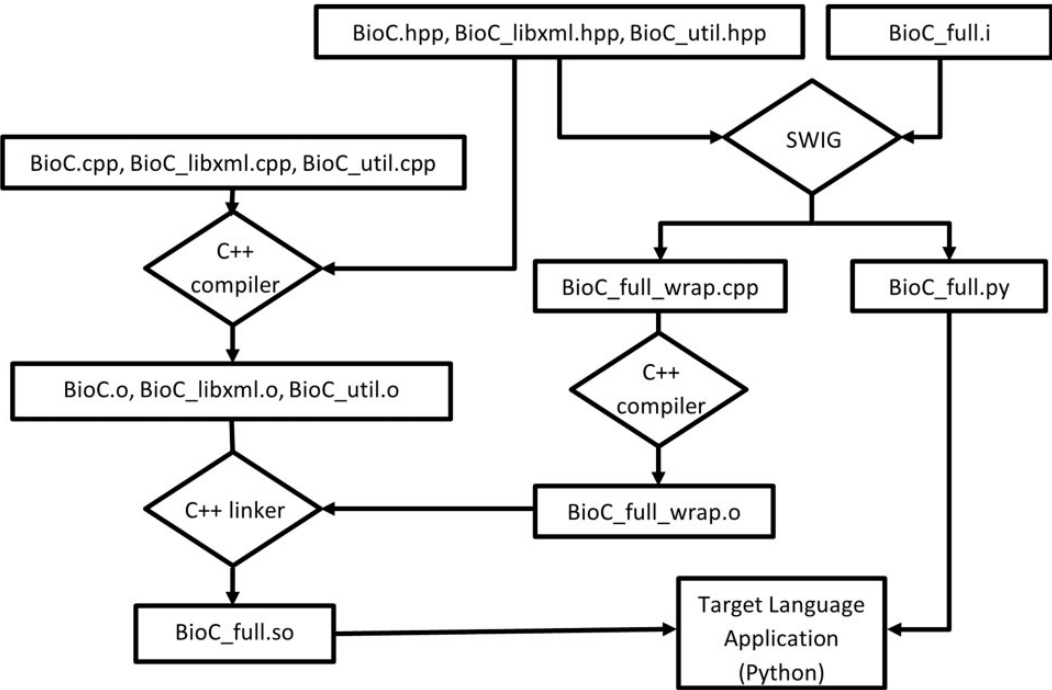 BioC.hpp, BioC_libxml.hpp, BioC_util.hpp
BioC_full.i
SWIG
BioC.cpp, BioC_libxml.cpp, BioC_util.cpp
C++
compiler
BioC_full_wrap.cpp
BioC_full.py
BioC.o, BioC_libxml.o, BioC_util.o
C++
compiler
C++ linker
BioC_full_wrap.o
BioC_full.so
Target Language
Application
(Python)